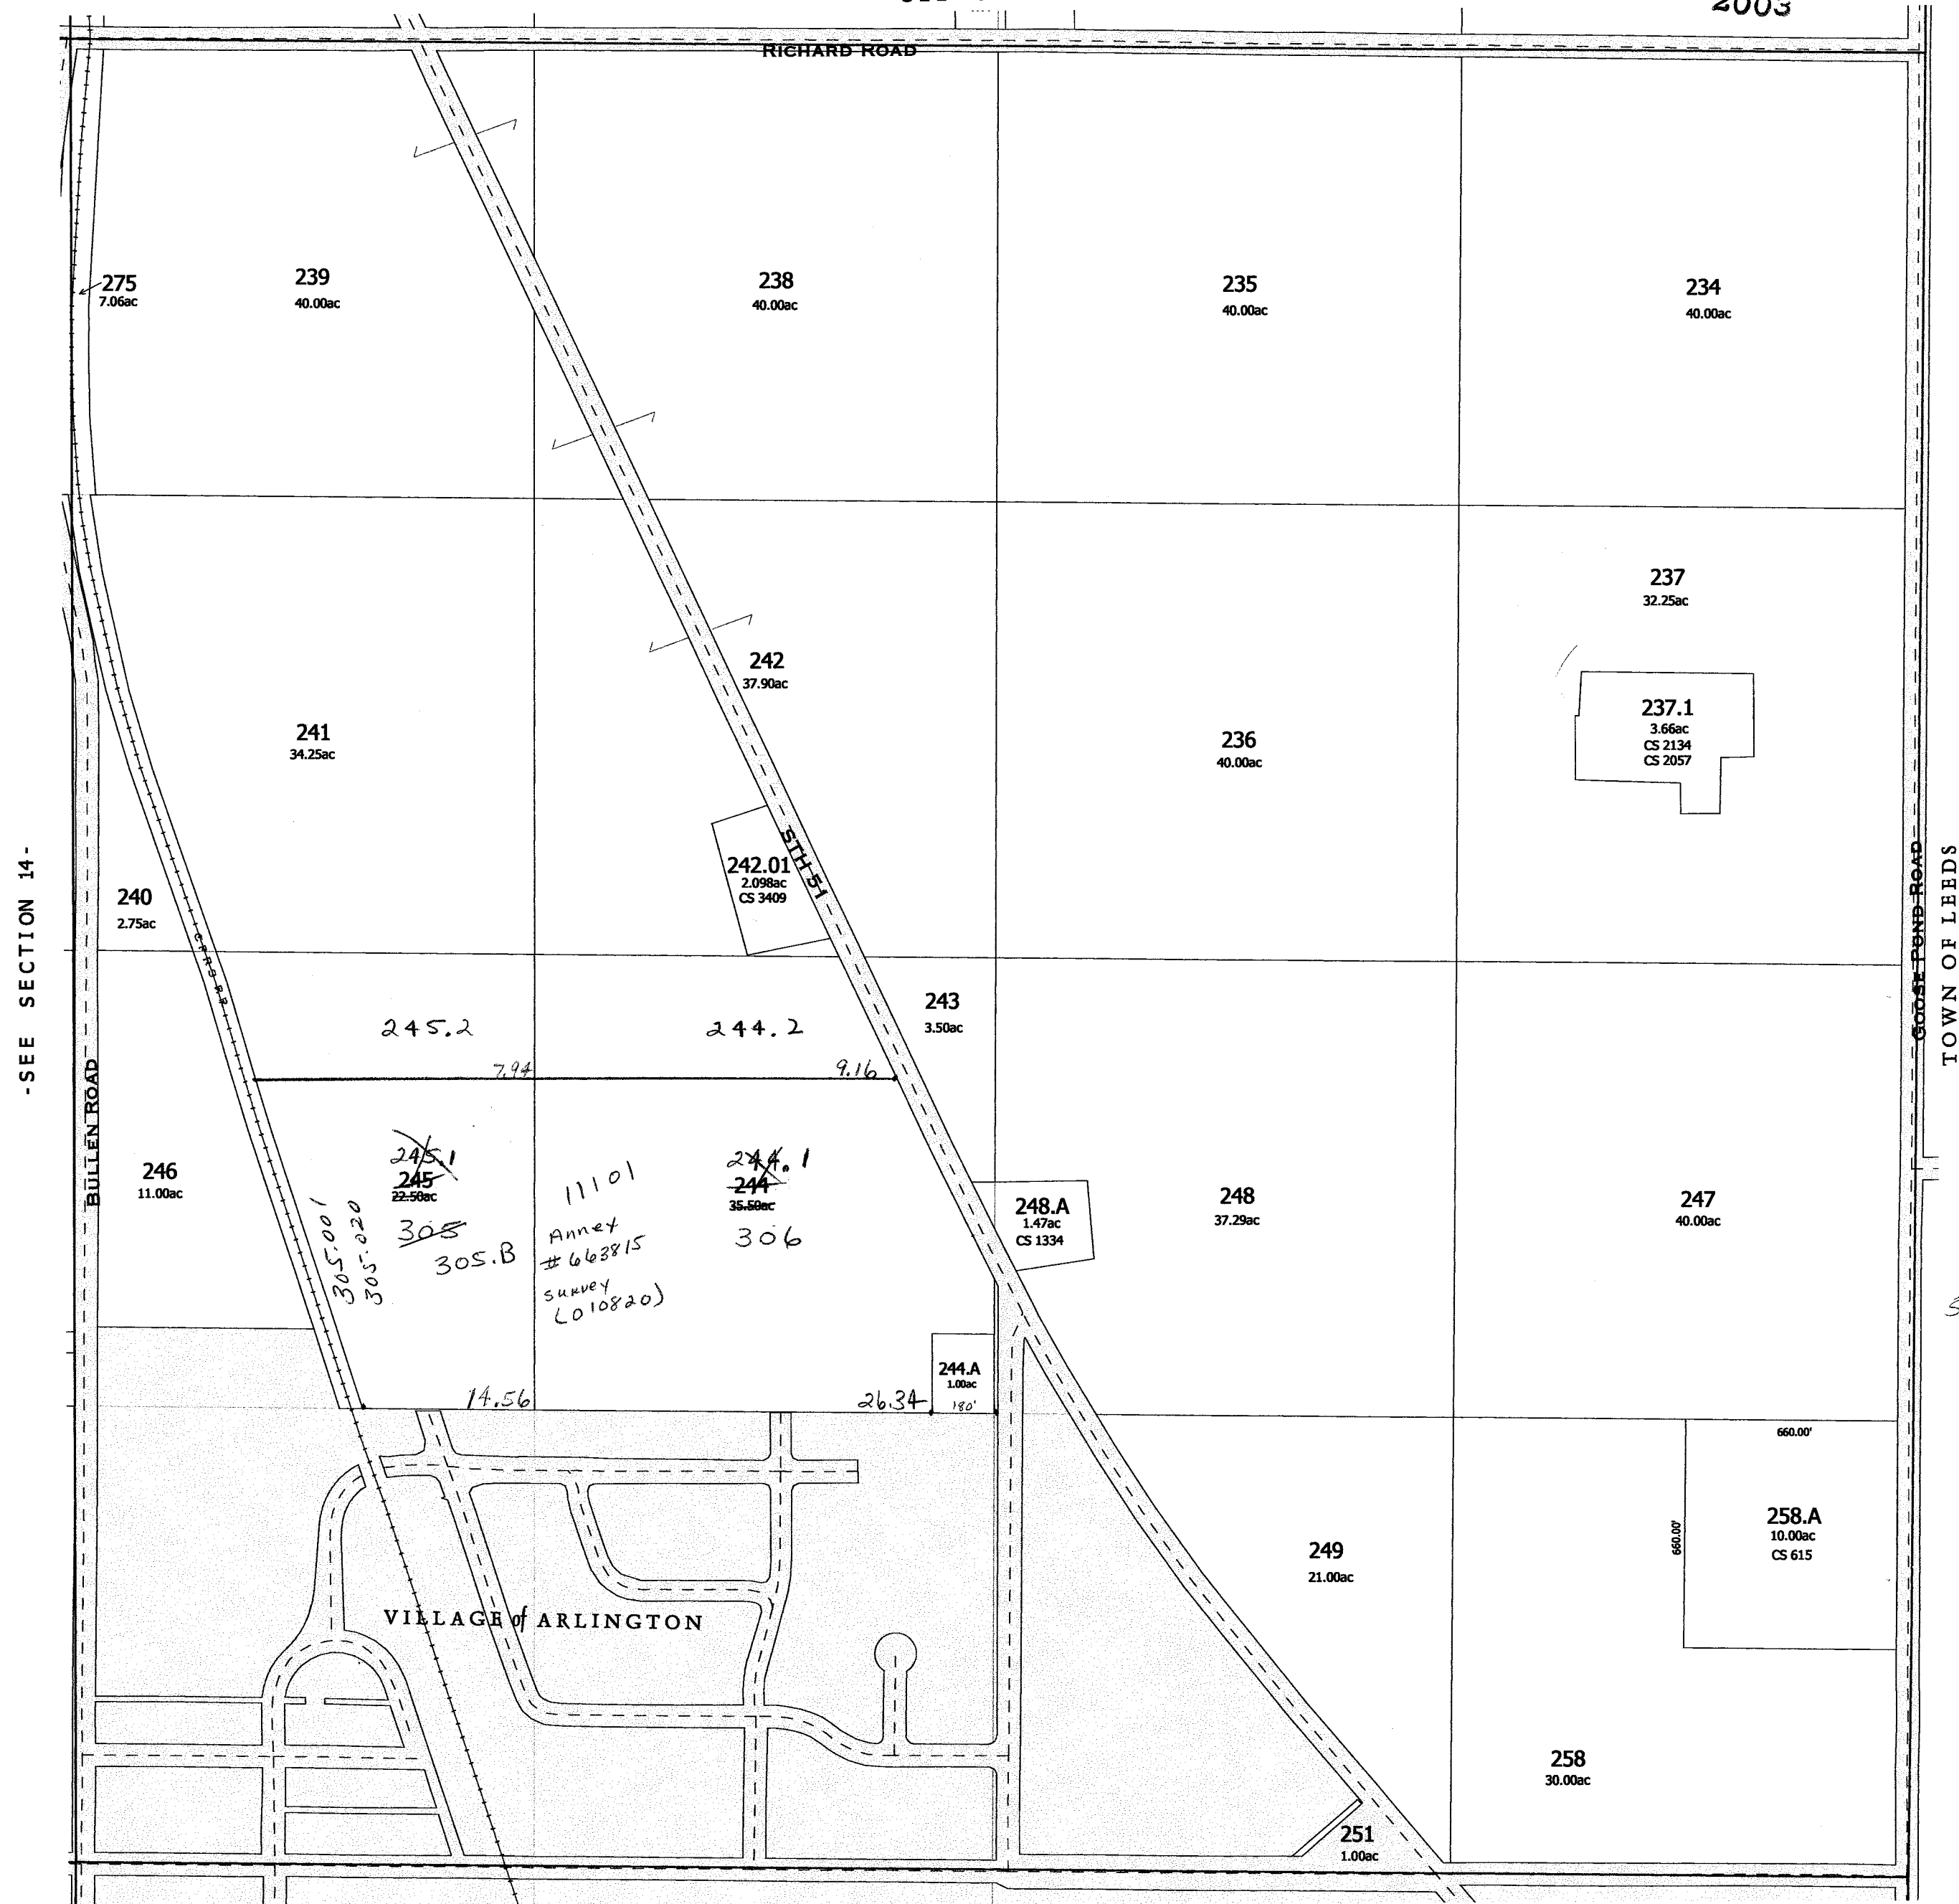 2003
RICHARD ROAD
275
7.06ac
239
40.00ac
238
40.00ac
235
40.00ac
234
40.00ac
237
32.25ac
242
37.90ac
237.1
3.66ac
CS 2134
CS 2057
241
34.25ac
236
40.00ac
STH 51
242.01
2.098ac
CS 3409
240
2.75ac
-SEE SECTION 14-
GOOSE POND ROAD
TOWN OF LEEDS
243
3.50ac
245.2
244.2
7.94
9.16
BULLEN ROAD
246
11.00ac
245.1
245
22.50ac
305
305.B
305.001
305.020
11101
Annex
#663815
survey
(010820)
244.1
244
35.50ac
306
248.A
1.47ac
CS 1334
248
37.29ac
247
40.00ac
244.A
1.00ac
180'
14.56
26.34
660.00'
660.00'
258.A
10.00ac
CS 615
249
21.00ac
VILLAGE of ARLINGTON
258
30.00ac
251
1.00ac